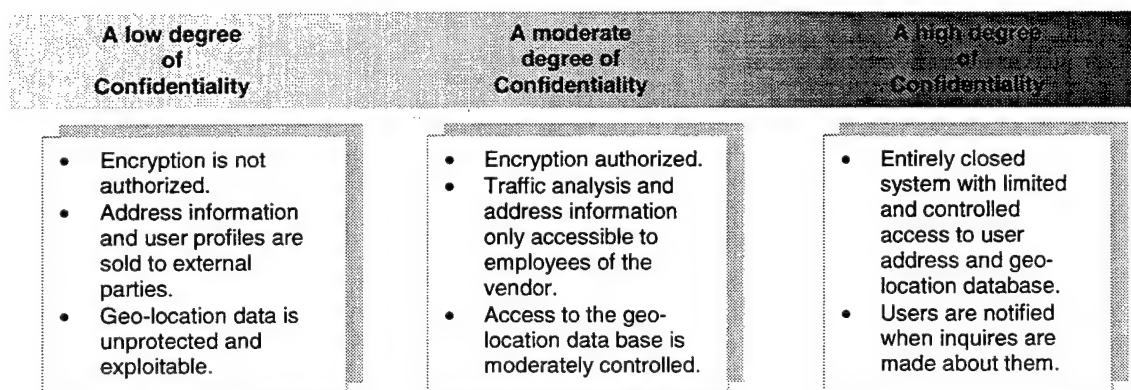 A low degree
of
Confidentiality
A moderate
degree of
Confidentiality
A high degree
of
Confidentiality
• Encryption is not
authorized.
• Address information
and user profiles are
sold to external
parties.
• Geo-location data is
unprotected and
exploitable.
• Encryption authorized.
• Traffic analysis and
address information
only accessible to
employees of the
vendor.
• Access to the geo-
location data base is
moderately controlled.
• Entirely closed
system with limited
and controlled
access to user
address and geo-
location database.
• Users are notified
when inquires are
made about them.